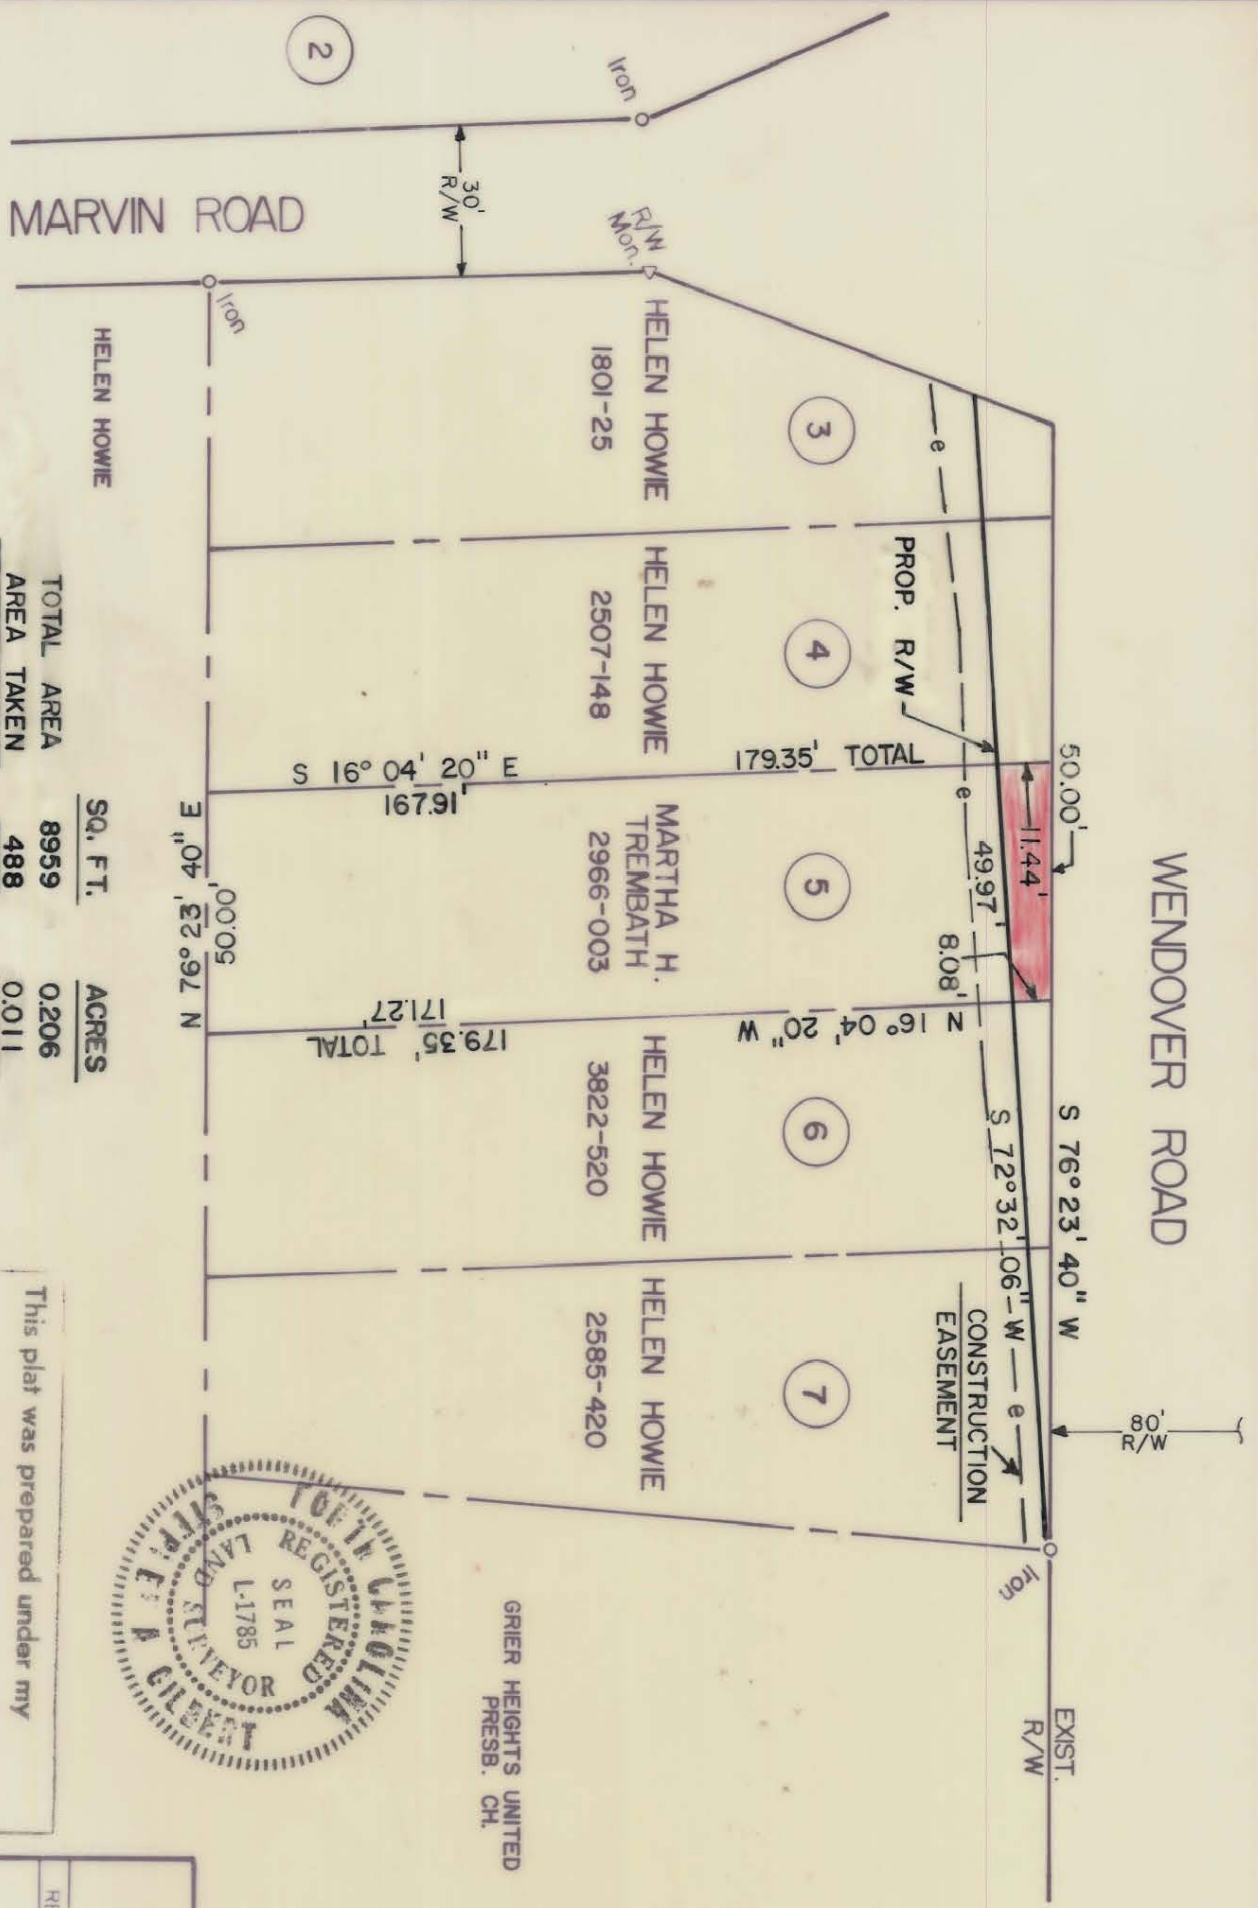 WENDOVER ROAD
80'
R/W
EXIST.
R/W
50.00'
S 76° 23' 40" W
11.44'
49.97'
8.08'
S 72° 32' 06" W
e
e
e
PROP. R/W
CONSTRUCTION
EASEMENT
Iron
Iron
R/W
Mon.
Iron
2
3
4
5
6
7
30'
R/W
MARVIN ROAD
HELEN HOWIE
1801-25
HELEN HOWIE
2507-148
MARTHA H.
TREMBATH
2966-003
HELEN HOWIE
3822-520
HELEN HOWIE
2585-420
179.35' TOTAL
S 16° 04' 20" E
167.91'
N 16° 04' 20" W
171.27'
179.35' TOTAL
50.00'
N 76° 23' 40" E
GRIER HEIGHTS UNITED
PRESB. CH.
HELEN HOWIE
SQ. FT. ACRES
TOTAL AREA 8959 0.206
AREA TAKEN 488 0.011
REGISTERED
LAND SURVEYOR
SEAL
L-1785
This plat was prepared under my